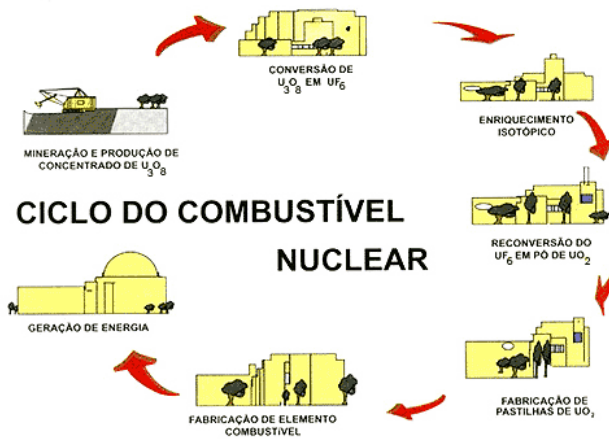 CONVERSÃO DE
U3O8 EM UF6
ENRIQUECIMENTO
ISOTÓPICO
MINERAÇÃO E PRODUÇÃO DE
CONCENTRADO DE U3O8
CICLO DO COMBUSTÍVEL
NUCLEAR
RECONVERSÃO DO
UF6 EM PÓ DE UO2
GERAÇÃO DE ENERGIA
FABRICAÇÃO DE
PASTILHAS DE UO2
FABRICAÇÃO DE ELEMENTO
COMBUSTÍVEL